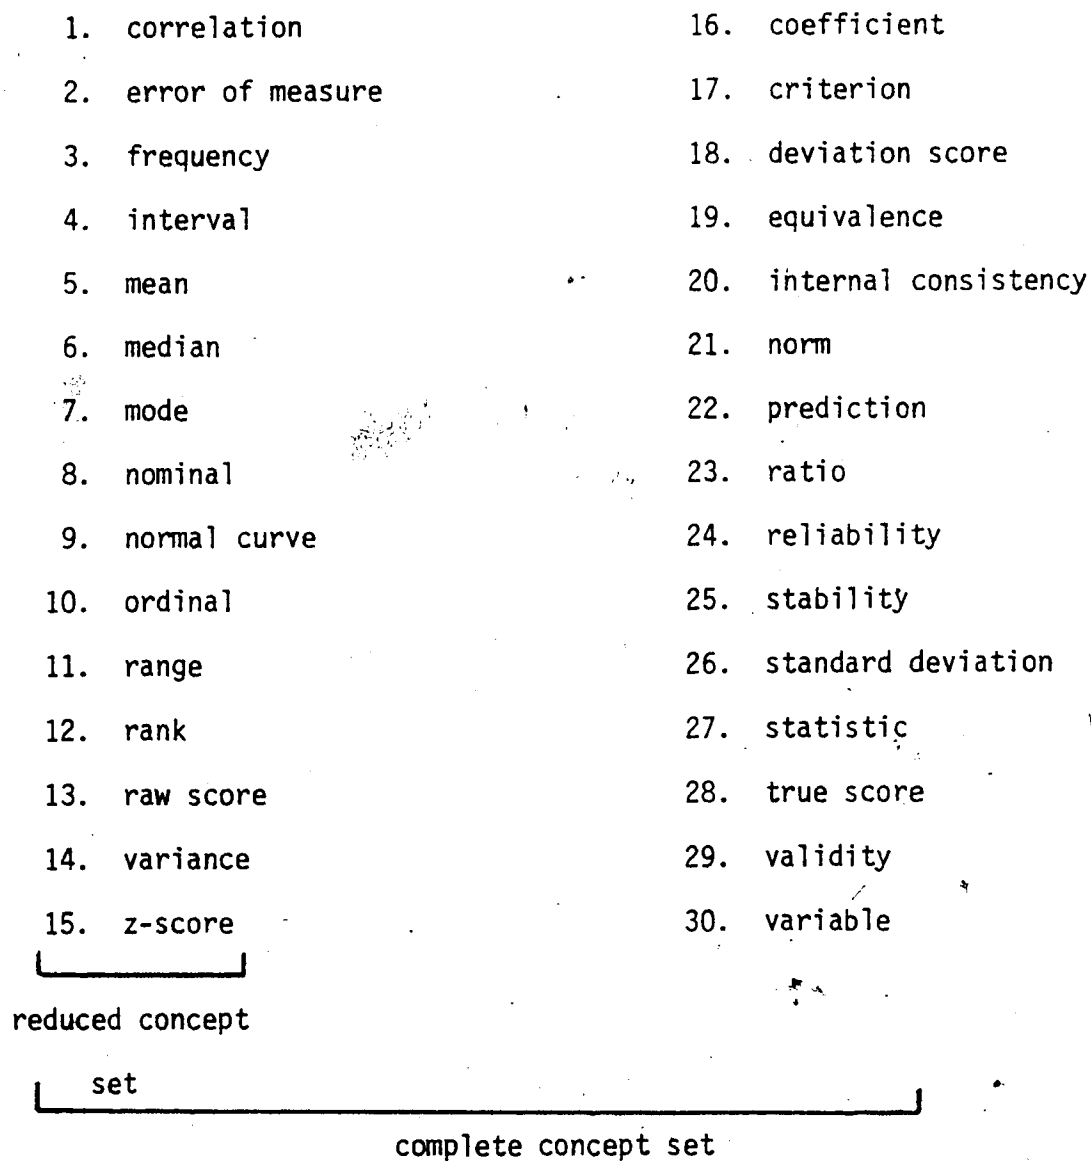 1. correlation
2. error of measure
3. frequency
4. interval
5. mean
6. median
7. mode
8. nominal
9. normal curve
10. ordinal
11. range
12. rank
13. raw score
14. variance
15. z-score
reduced concept
set
16. coefficient
17. criterion
18. deviation score
19. equivalence
20. internal consistency
21. norm
22. prediction
23. ratio
24. reliability
25. stability
26. standard deviation
27. statistic
28. true score
29. validity
30. variable
complete concept set